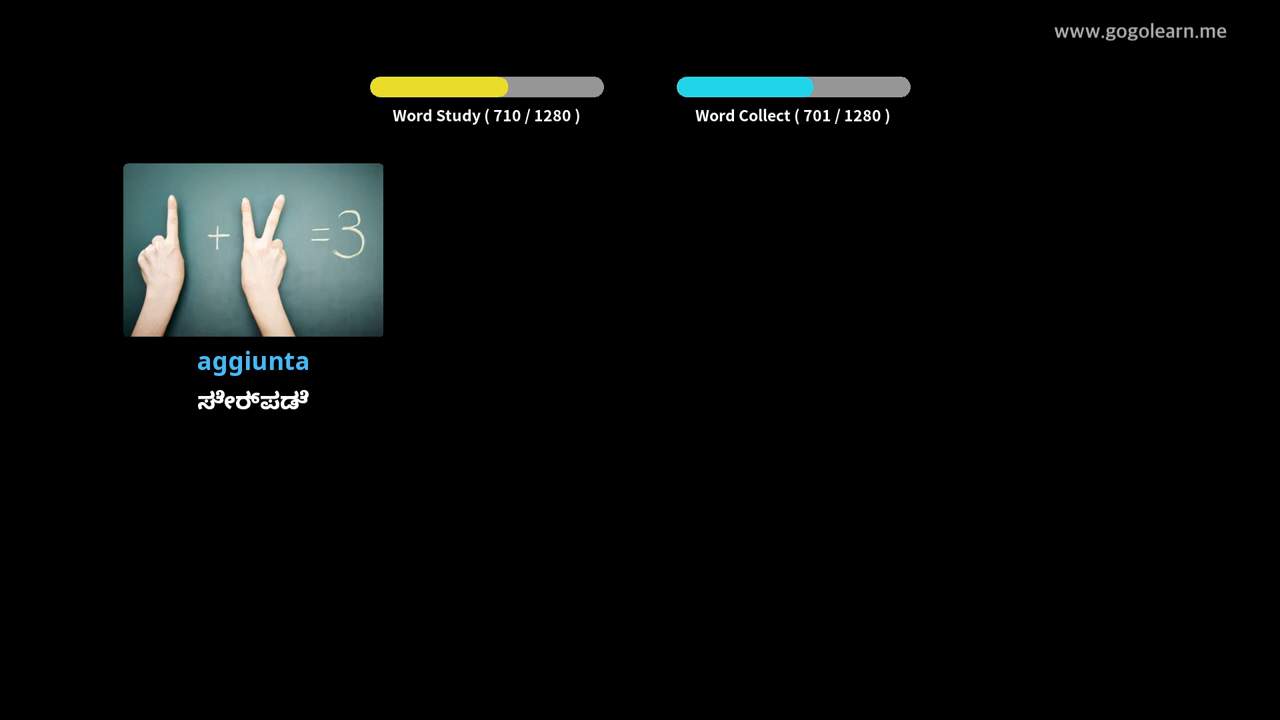 www.gogolearn.me
Word Study ( 710 / 1280 )
Word Collect ( 701 / 1280 )
+ =3
aggiunta
ಸೇರ್ಪಡೆ